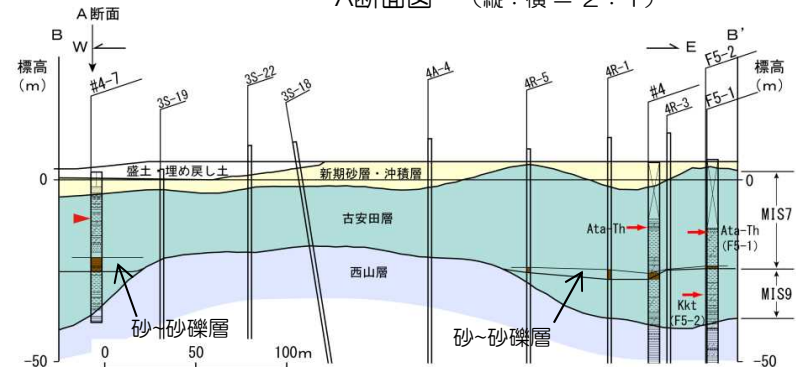 A断面図 (縦:横=2:1)
A断面
B
W
標高
(m)
#4-7
3S-19
3S-22
3S-18
4A-4
4R-5
4R-1
#4
4R-3
E
F5-2
F5-1
B'
標高
(m)
盛土・埋め戻し土
新期砂層・沖積層
0
0
古安田層
西山層
Ata-Th
Ata-Th
(F5-1)
MIS7
MIS9
Kkt
(F5-2)
砂~砂礫層
砂~砂礫層
-50
-50
0
50
100m